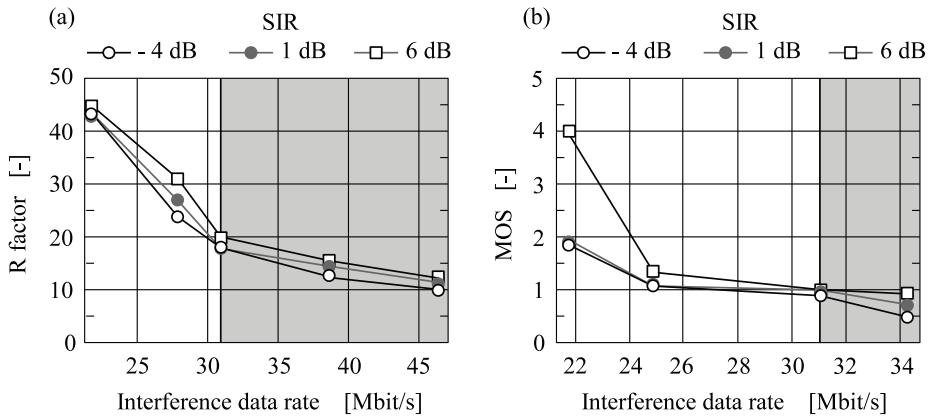 (a)
SIR
- 4 dB 1 dB 6 dB
50
40
30
20
10
0
R factor [-]
25 30 35 40 45
Interference data rate [Mbit/s]
(b)
SIR
- 4 dB 1 dB 6 dB
5
4
3
2
1
0
MOS [-]
22 24 26 28 30 32 34
Interference data rate [Mbit/s]